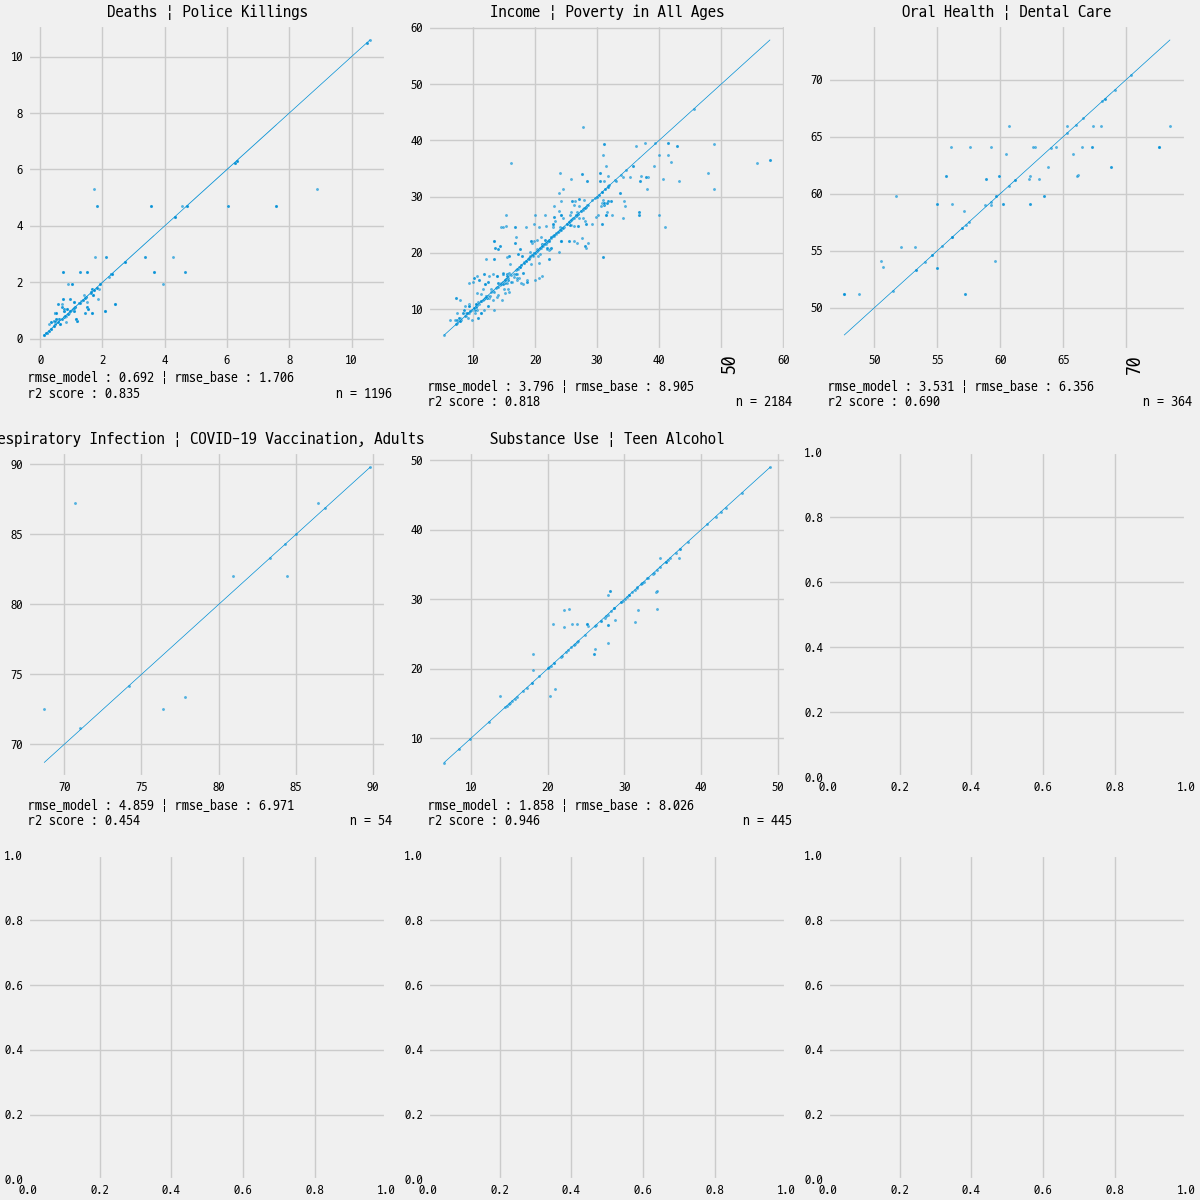 Deaths ¦ Police Killings
10
8
6
4
2
0
0 2 4 6 8 10
rmse_model : 0.692 ¦ rmse_base : 1.706
r2 score : 0.835 n = 1196
Income ¦ Poverty in All Ages
60
50
40
30
20
10
10 20 30 40 50 60
rmse_model : 3.796 ¦ rmse_base : 8.905
r2 score : 0.818 n = 2184
Oral Health ¦ Dental Care
70
65
60
55
50
50 55 60 65 70
rmse_model : 3.531 ¦ rmse_base : 6.356
r2 score : 0.690 n = 364
espiratory Infection ¦ COVID-19 Vaccination, Adults
90
85
80
75
70
70 75 80 85 90
rmse_model : 4.859 ¦ rmse_base : 6.971
r2 score : 0.454 n = 54
Substance Use ¦ Teen Alcohol
50
40
30
20
10
10 20 30 40 50
rmse_model : 1.858 ¦ rmse_base : 8.026
r2 score : 0.946 n = 445
1.0
0.8
0.6
0.4
0.2
0.0
0.0 0.2 0.4 0.6 0.8 1.0
1.0
0.8
0.6
0.4
0.2
0.0
0.0 0.2 0.4 0.6 0.8 1.0
1.0
0.8
0.6
0.4
0.2
0.0
0.0 0.2 0.4 0.6 0.8 1.0
1.0
0.8
0.6
0.4
0.2
0.0
0.0 0.2 0.4 0.6 0.8 1.0